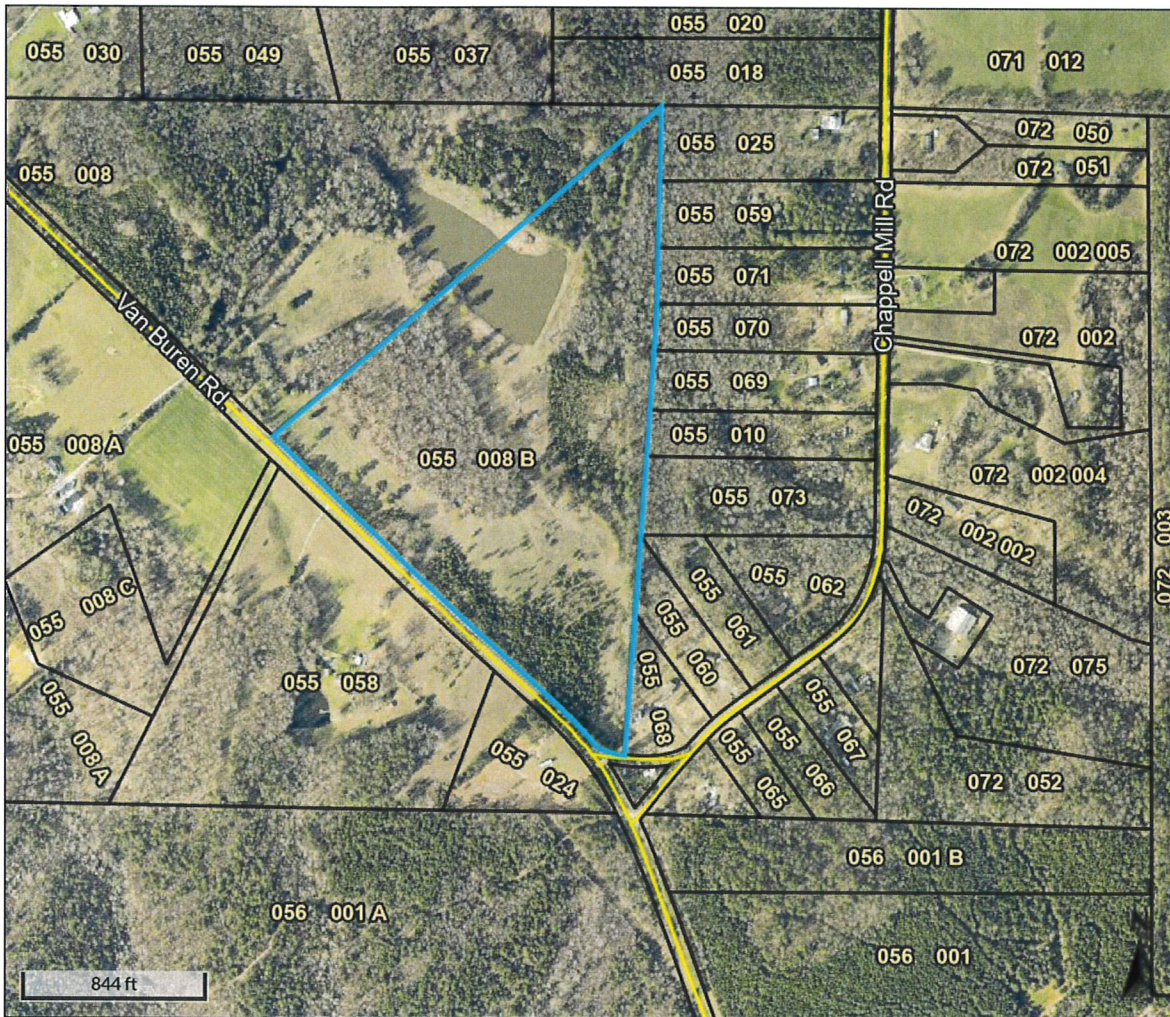 055 020
055 030
055 049
055 037
055 018
071 012
072 050
055 025
072 051
055 008
055 059
072 002 005
055 071
Chappell Mill Rd
Van Buren Rd.
055 070
072 002
055 069
055 008 A
055 008 B
055 010
072 002 004
055 073
072 002 002
072 003
055 062
055 061
055 008 C
055 060
072 075
055 058
055 068
055 067
055 008 A
055 066
055 024
055 065
072 052
056 001 B
056 001 A
056 001
844 ft
N